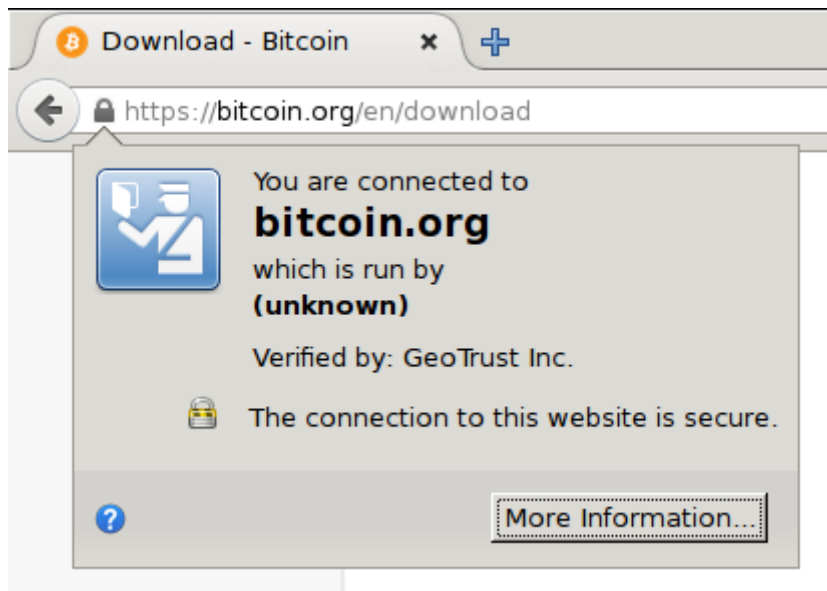 Download - Bitcoin
https://bitcoin.org/en/download
You are connected to
bitcoin.org
which is run by
(unknown)
Verified by: GeoTrust Inc.
The connection to this website is secure.
More Information...